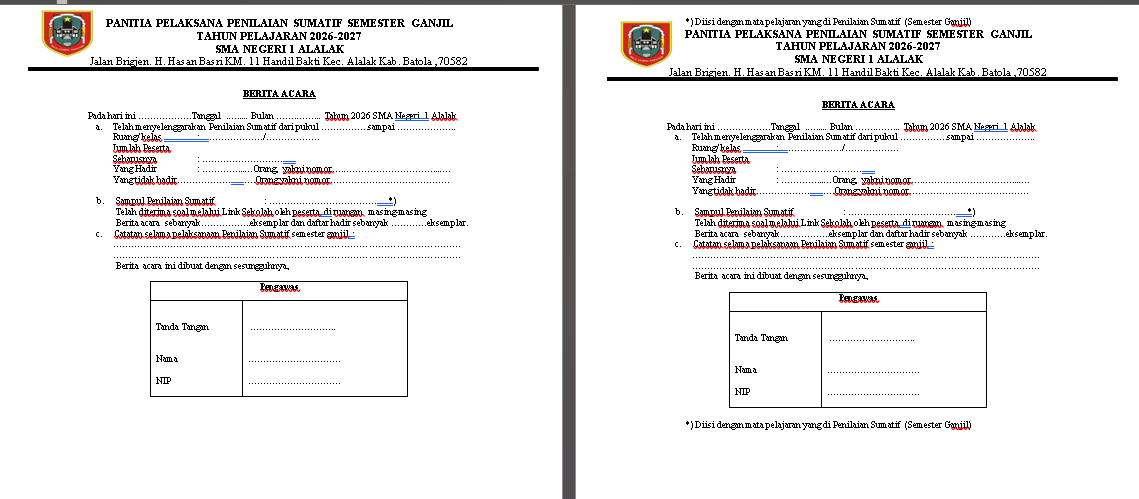 PANITIA PELAKSANA PENILAIAN SUMATIF SEMESTER GANJIL
TAHUN PELAJARAN 2026-2027
SMA NEGERI 1 ALALAK
Jalan Brigjen. H. Hasan Basri KM. 11 Handil Bakti Kec. Alalak Kab. Batola ,70582
BERITA ACARA
Pada hari ini ………………… Tanggal ……… Bulan ……………. Tahun 2026 SMA Negeri 1 Alalak
a. Telah menyelenggarakan Penilaian Sumatif dari pukul ……………… sampai ………………….
Ruang/ kelas : …………………/………………
Jumlah Peserta
Seharusnya : …………………………
Yang Hadir : ……………… Orang, yakni nomor………………………………………
Yang tidak hadir………………… Orang yakni nomor………………………………………
b. Sampul Penilaian Sumatif : ………………………………*)
Telah diterima soal melalui Link Sekolah oleh peserta di ruangan masing-masing
Berita acara sebanyak………………eksemplar dan daftar hadir sebanyak …………eksemplar.
c. Catatan selama pelaksanaan Penilaian Sumatif semester ganjil :
……………………………………………………………………………………………………
……………………………………………………………………………………………………
Berita acara ini dibuat dengan sesungguhnya.
Pengawas
Tanda Tangan ………………………..
Nama ………………………….
NIP ………………………….
*) Diisi dengan mata pelajaran yang di Penilaian Sumatif (Semester Ganjil)
PANITIA PELAKSANA PENILAIAN SUMATIF SEMESTER GANJIL
TAHUN PELAJARAN 2026-2027
SMA NEGERI 1 ALALAK
Jalan Brigjen. H. Hasan Basri KM. 11 Handil Bakti Kec. Alalak Kab. Batola ,70582
BERITA ACARA
Pada hari ini ………………… Tanggal ……… Bulan ……………. Tahun 2026 SMA Negeri 1 Alalak
a. Telah menyelenggarakan Penilaian Sumatif dari pukul ……………… sampai ………………….
Ruang/ kelas : …………………/………………
Jumlah Peserta
Seharusnya : …………………………
Yang Hadir : ……………… Orang, yakni nomor………………………………………
Yang tidak hadir………………… Orang yakni nomor………………………………………
b. Sampul Penilaian Sumatif : ………………………………*)
Telah diterima soal melalui Link Sekolah oleh peserta di ruangan masing-masing
Berita acara sebanyak………………eksemplar dan daftar hadir sebanyak …………eksemplar.
c. Catatan selama pelaksanaan Penilaian Sumatif semester ganjil :
……………………………………………………………………………………………………
……………………………………………………………………………………………………
Berita acara ini dibuat dengan sesungguhnya.
Pengawas
Tanda Tangan ………………………..
Nama ………………………….
NIP ………………………….
*) Diisi dengan mata pelajaran yang di Penilaian Sumatif (Semester Ganjil)